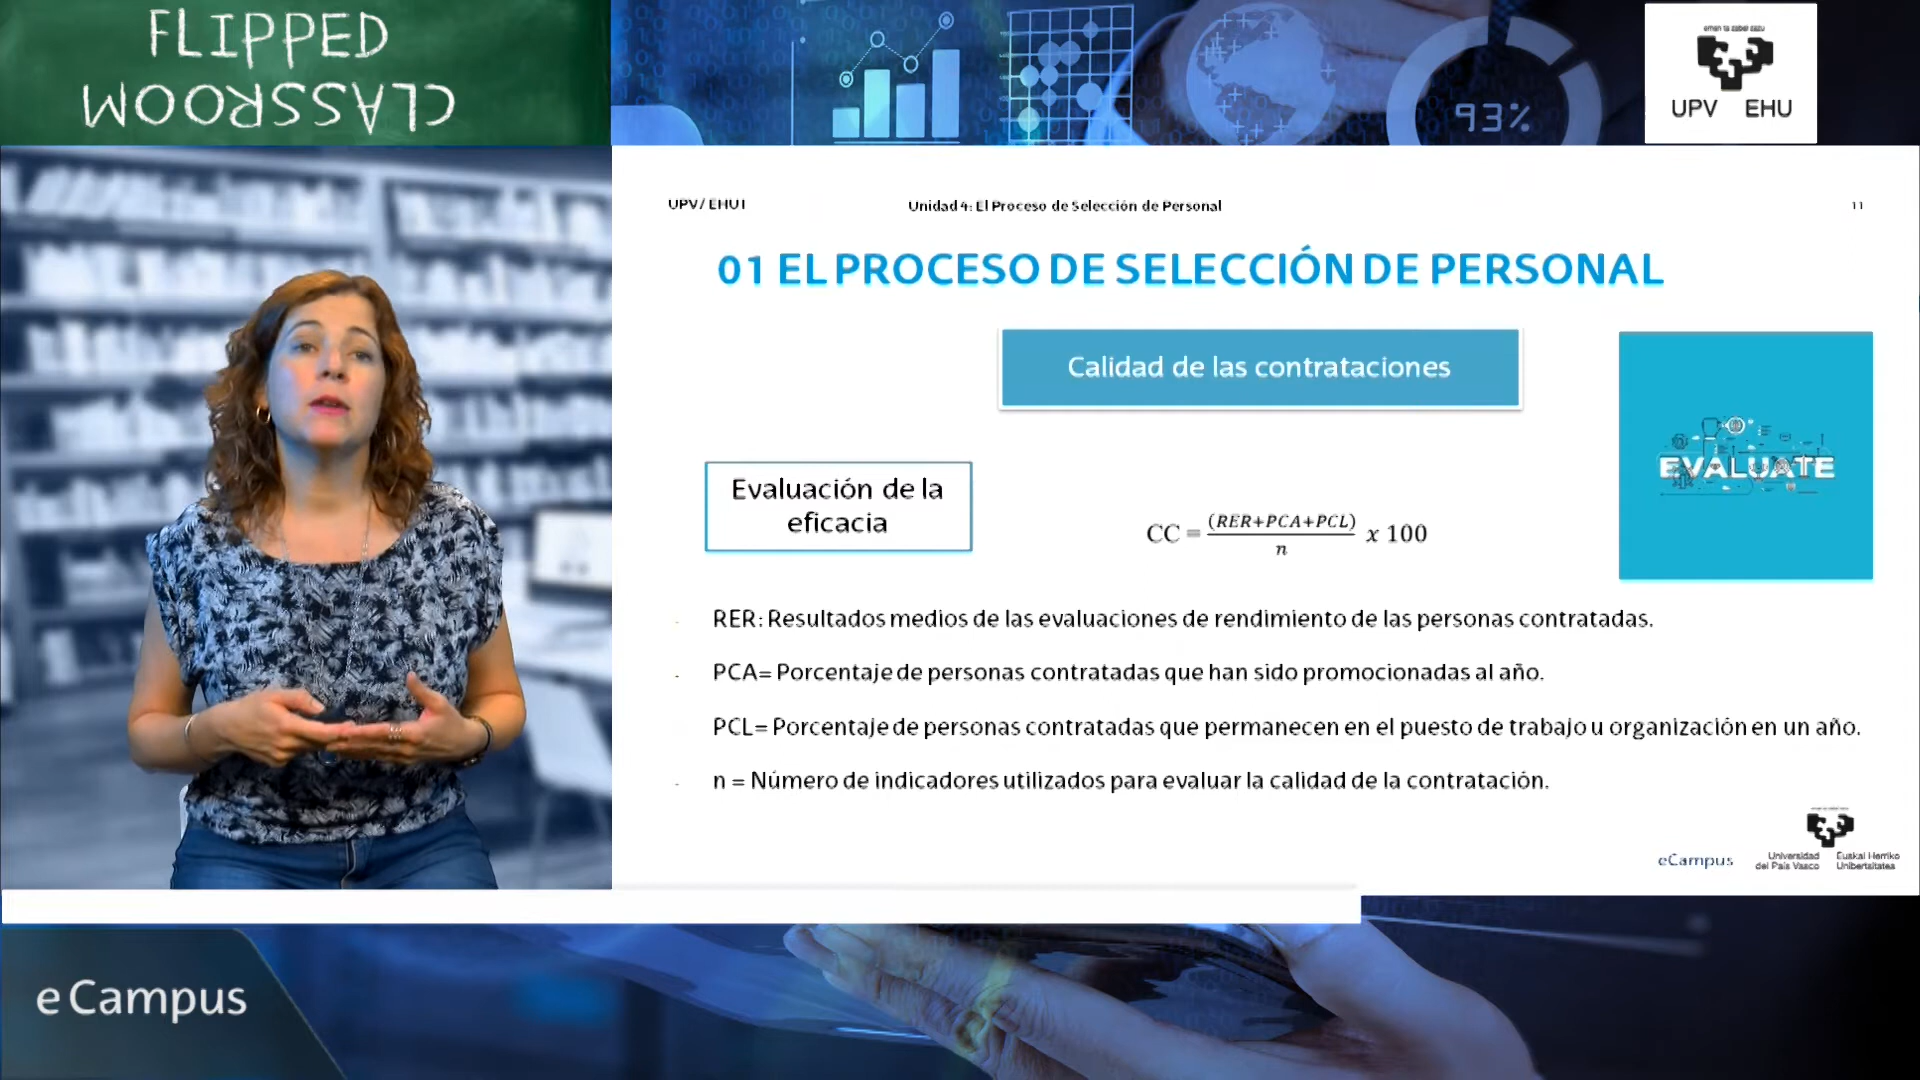 FLIPPED
CLASSROOM
93%
eman ta zabal zazu
UPV EHU
Unidad 4: El Proceso de Selección de Personal
11
01 EL PROCESO DE SELECCIÓN DE PERSONAL
Calidad de las contrataciones
EVALUATE
Evaluación de la
eficacia
CC = (RER+PCA+PCL) / n x 100
- RER: Resultados medios de las evaluaciones de rendimiento de las personas contratadas.
- PCA= Porcentaje de personas contratadas que han sido promocionadas al año.
PCL= Porcentaje de personas contratadas que permanecen en el puesto de trabajo u organización en un año.
- n = Número de indicadores utilizados para evaluar la calidad de la contratación.
eCampus
Universidad Euskal Herriko
del País Vasco Unibertsitatea
eCampus